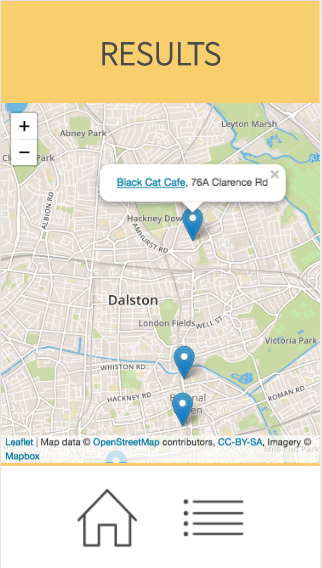 RESULTS
+
−
Leyton Marsh
Abney Park
ALBION RD
×
Black Cat Cafe, 76A Clarence Rd
Hackney Dow
AMHURST RD
Dalston
London Fields
WELL ST
Victoria Park
WHISTON RD
HACKNEY RD
ROMAN RD
Leaflet | Map data © OpenStreetMap contributors, CC-BY-SA, Imagery ©
Mapbox